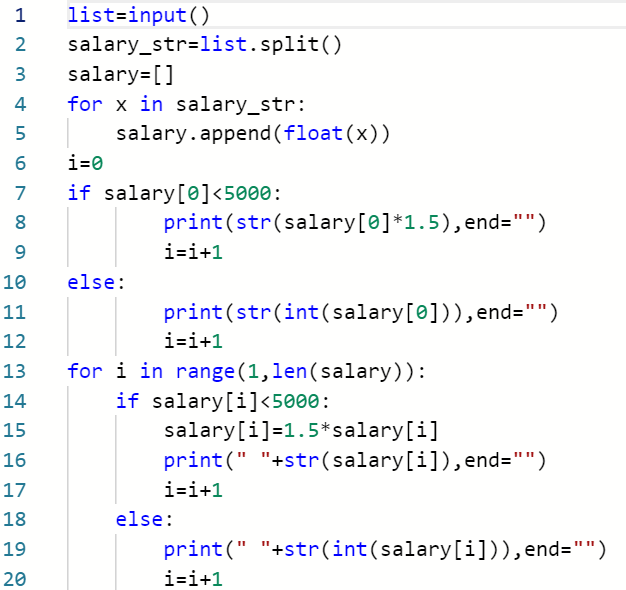 1 list=input()
2 salary_str=list.split()
3 salary=[]
4 for x in salary_str:
5     salary.append(float(x))
6 i=0
7 if salary[0]<5000:
8         print(str(salary[0]*1.5),end="")
9         i=i+1
10 else:
11         print(str(int(salary[0])),end="")
12         i=i+1
13 for i in range(1,len(salary)):
14     if salary[i]<5000:
15         salary[i]=1.5*salary[i]
16         print(" "+str(salary[i]),end="")
17         i=i+1
18     else:
19         print(" "+str(int(salary[i])),end="")
20         i=i+1